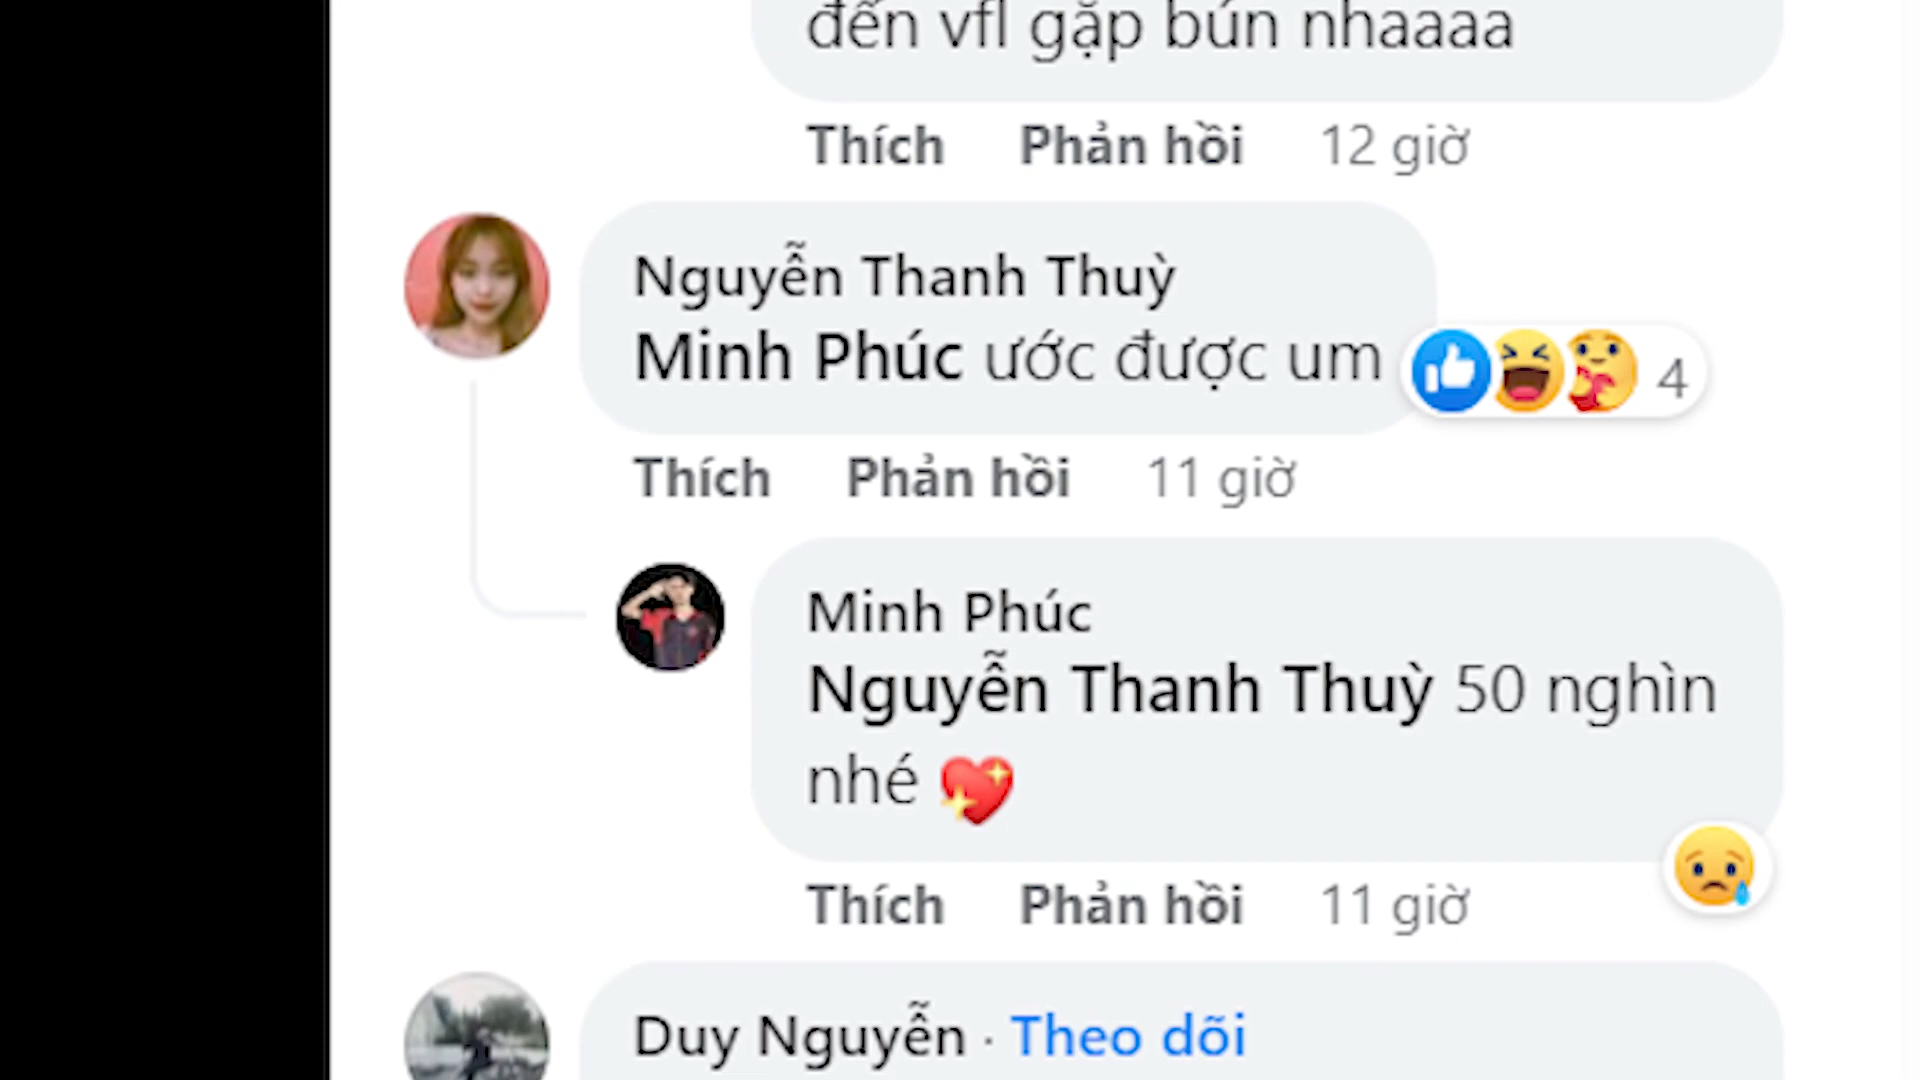 đến vfl gặp bún nhaaaa
Thích Phản hồi 12 giờ
Nguyễn Thanh Thuỳ
Minh Phúc ước được um
4
Thích Phản hồi 11 giờ
Minh Phúc
Nguyễn Thanh Thuỳ 50 nghìn
nhé
Thích Phản hồi 11 giờ
Duy Nguyễn · Theo dõi